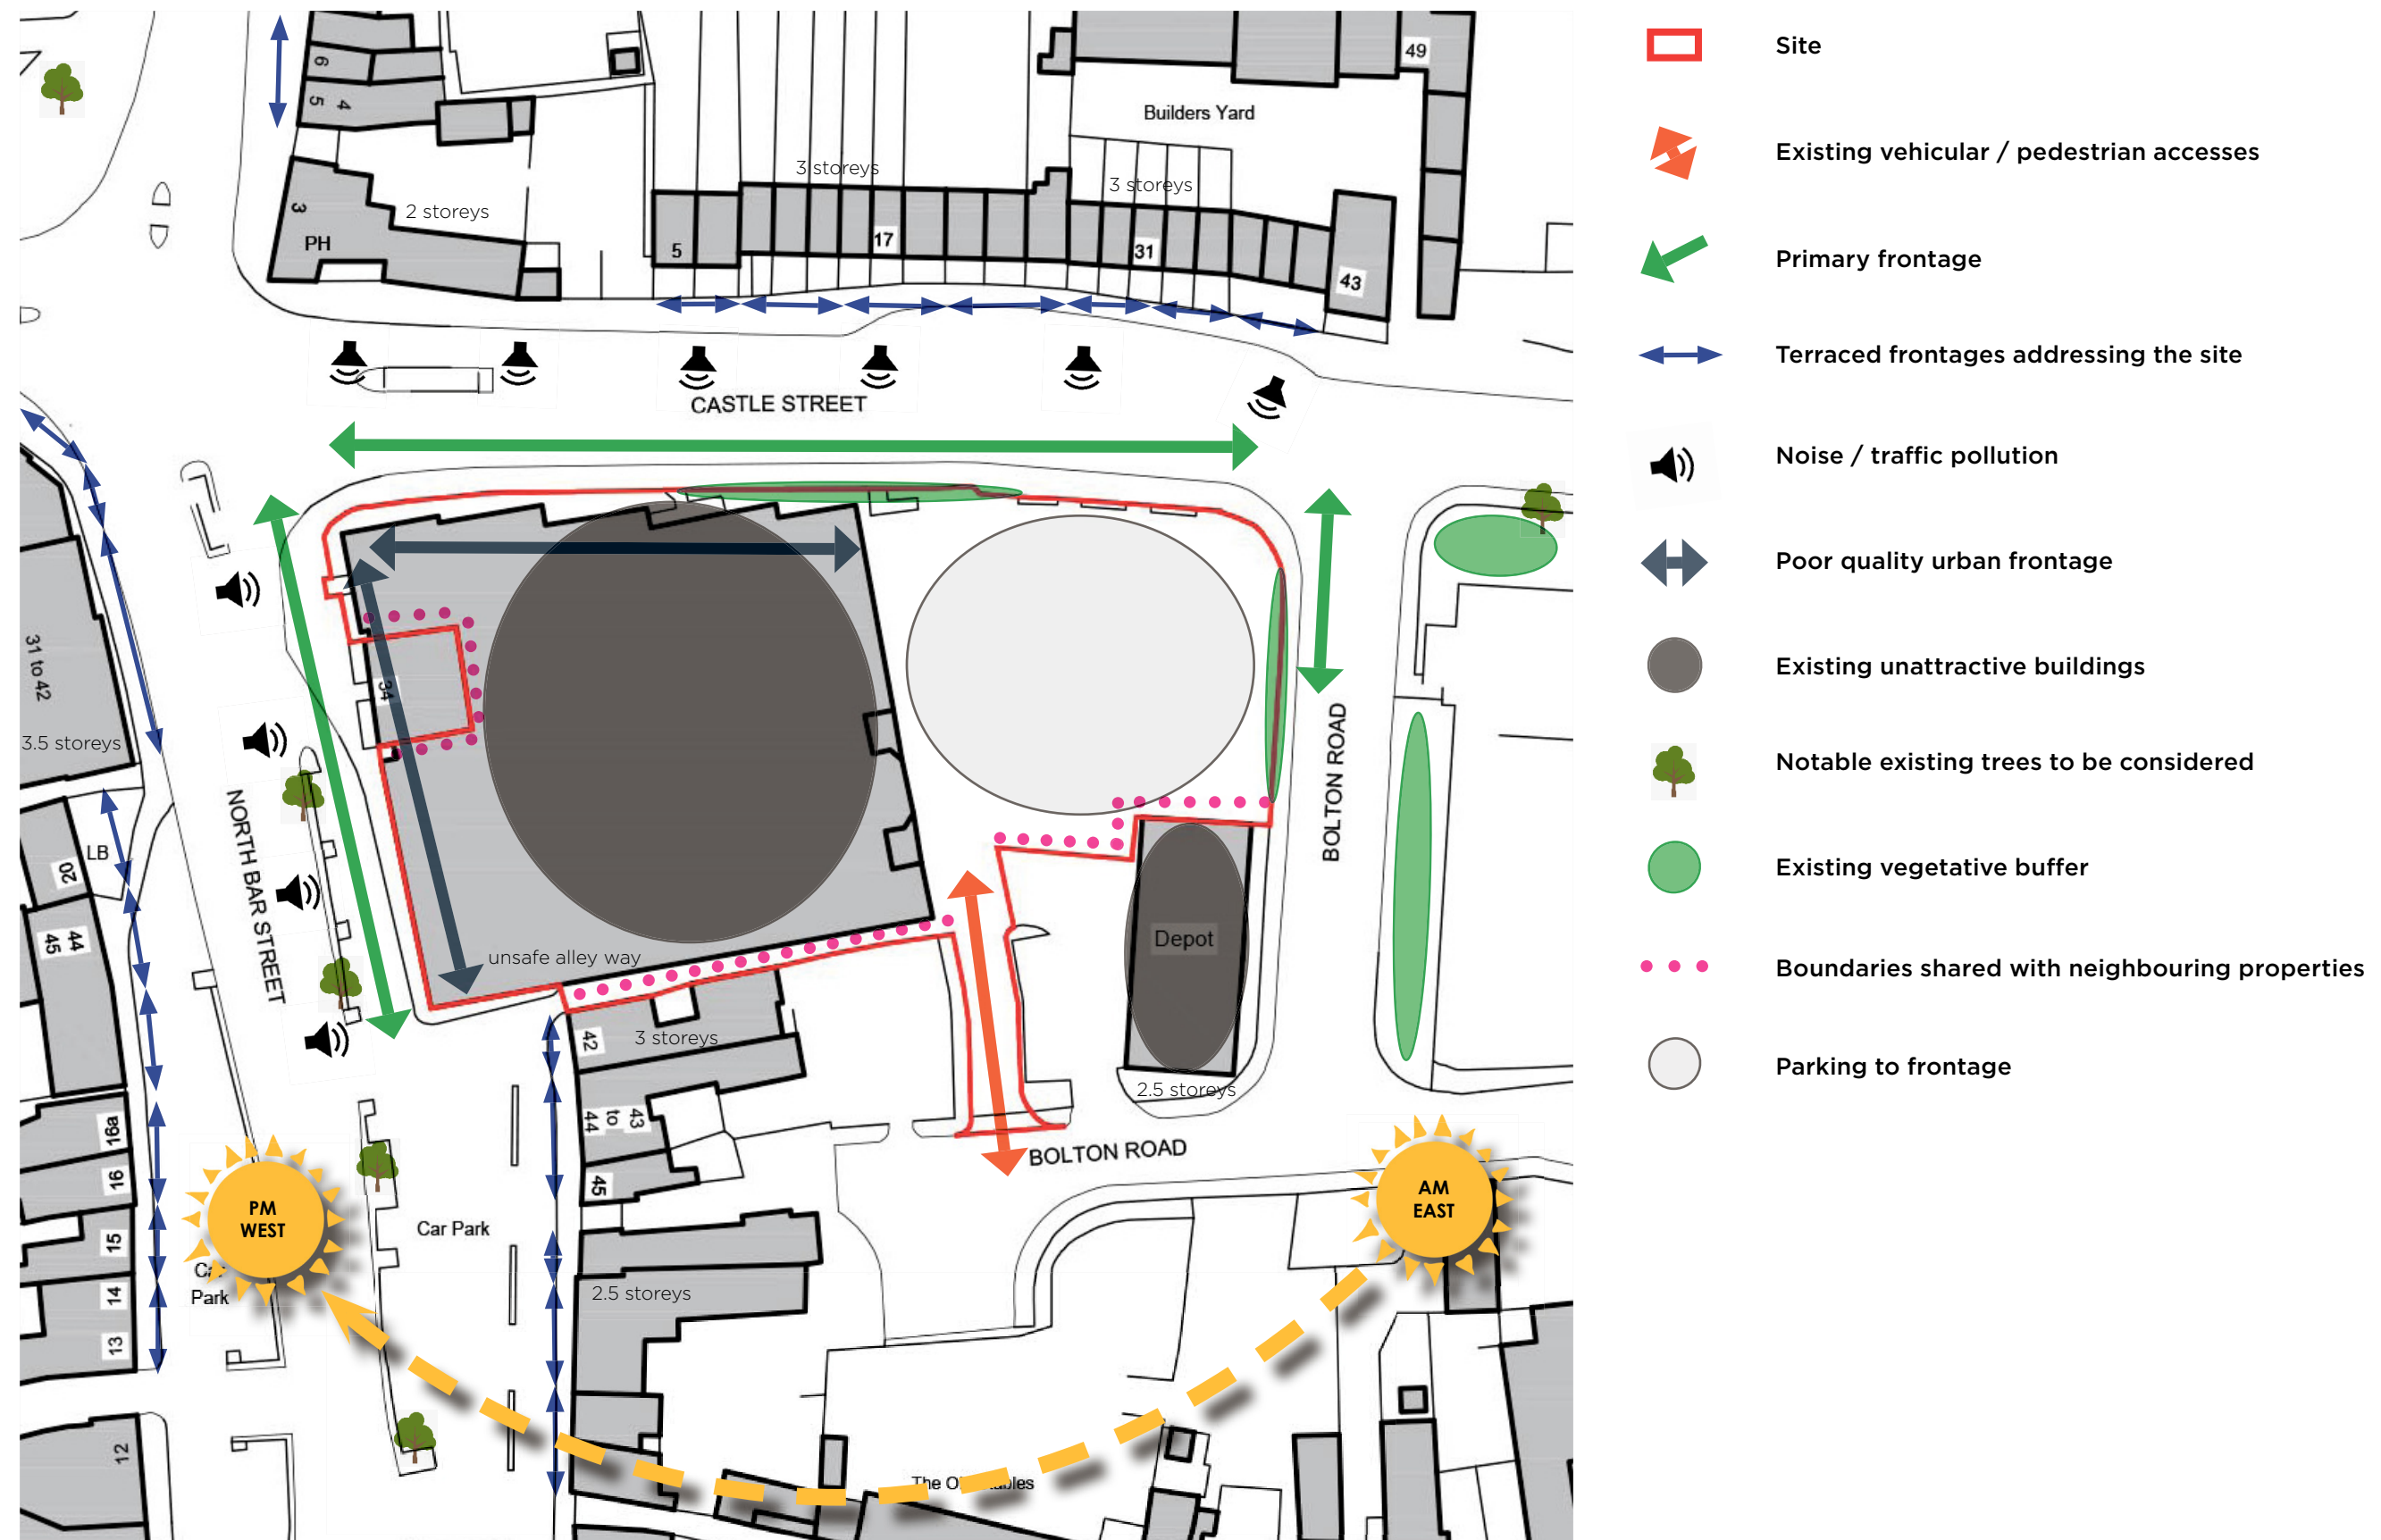 6
5 4
3
PH
2 storeys
3 storeys
3 storeys
Builders Yard
49
5
17
31
43
CASTLE STREET
31 to 42
3.5 storeys
34
NORTH BAR STREET
LB
20
44
45
unsafe alley way
BOLTON ROAD
Depot
2.5 storeys
42
3 storeys
43
to
44
45
BOLTON ROAD
16a
16
15
14
13
12
PM
WEST
Car
Park
Car Park
2.5 storeys
AM
EAST
Site
Existing vehicular / pedestrian accesses
Primary frontage
Terraced frontages addressing the site
Noise / traffic pollution
Poor quality urban frontage
Existing unattractive buildings
Notable existing trees to be considered
Existing vegetative buffer
Boundaries shared with neighbouring properties
Parking to frontage